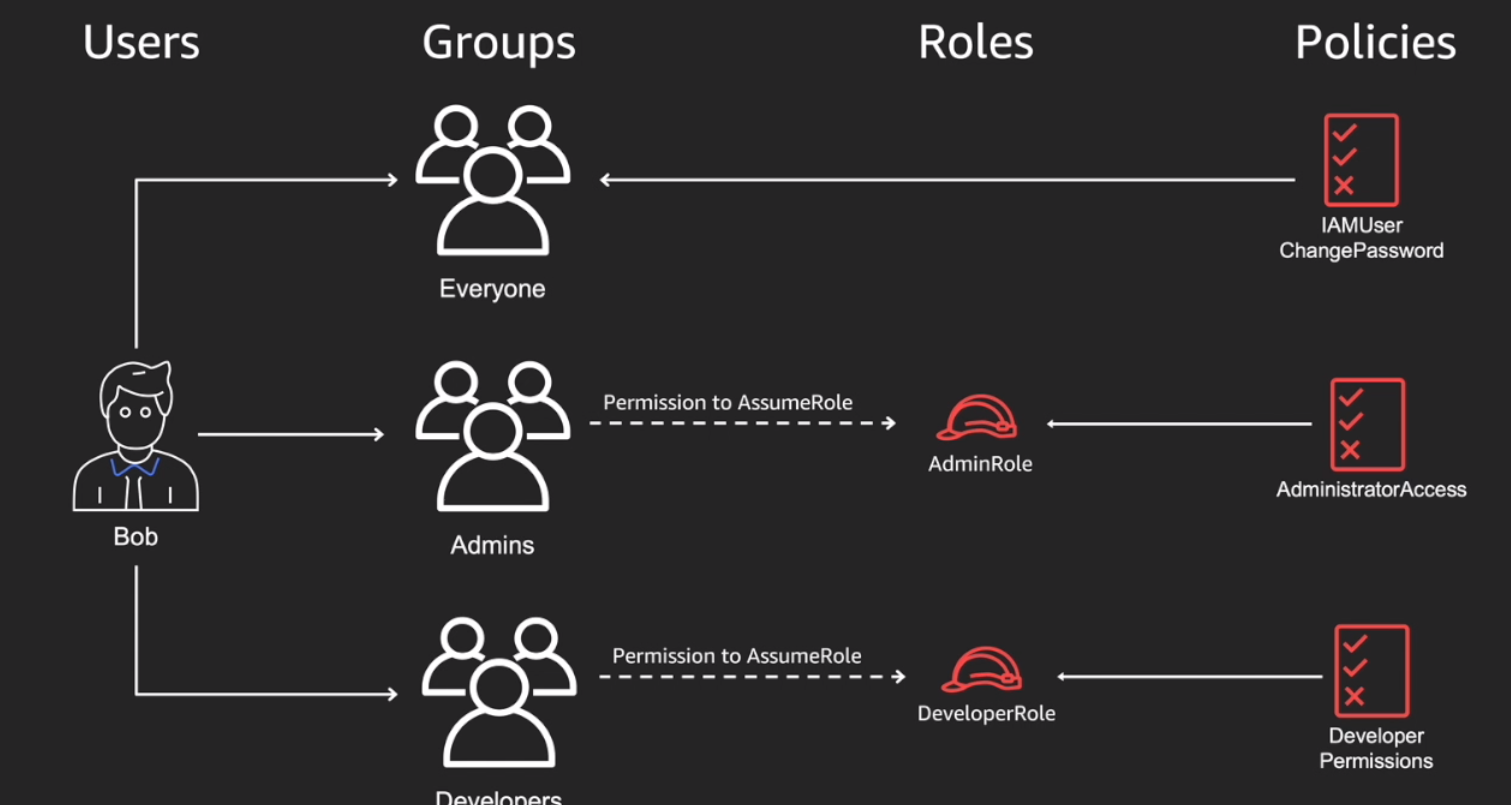 Users
Groups
Roles
Policies
IAMUser
ChangePassword
Everyone
Permission to AssumeRole
AdminRole
AdministratorAccess
Bob
Admins
Permission to AssumeRole
DeveloperRole
Developer
Permissions
Developers